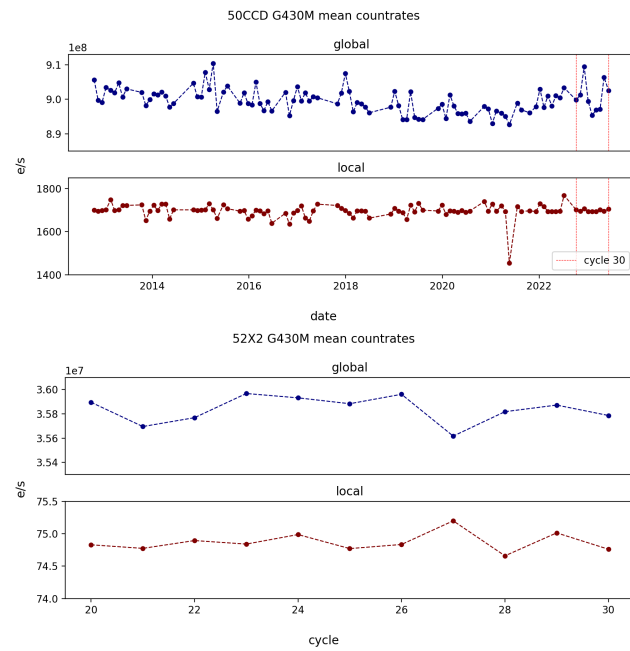 50CCD G430M mean countrates
global
1e8
9.1
9.0
8.9
e/s
local
1800
1600
1400
cycle 30
2014 2016 2018 2020 2022
date
52X2 G430M mean countrates
global
1e7
3.60
3.58
3.56
3.54
e/s
local
75.5
75.0
74.5
74.0
20 22 24 26 28 30
cycle